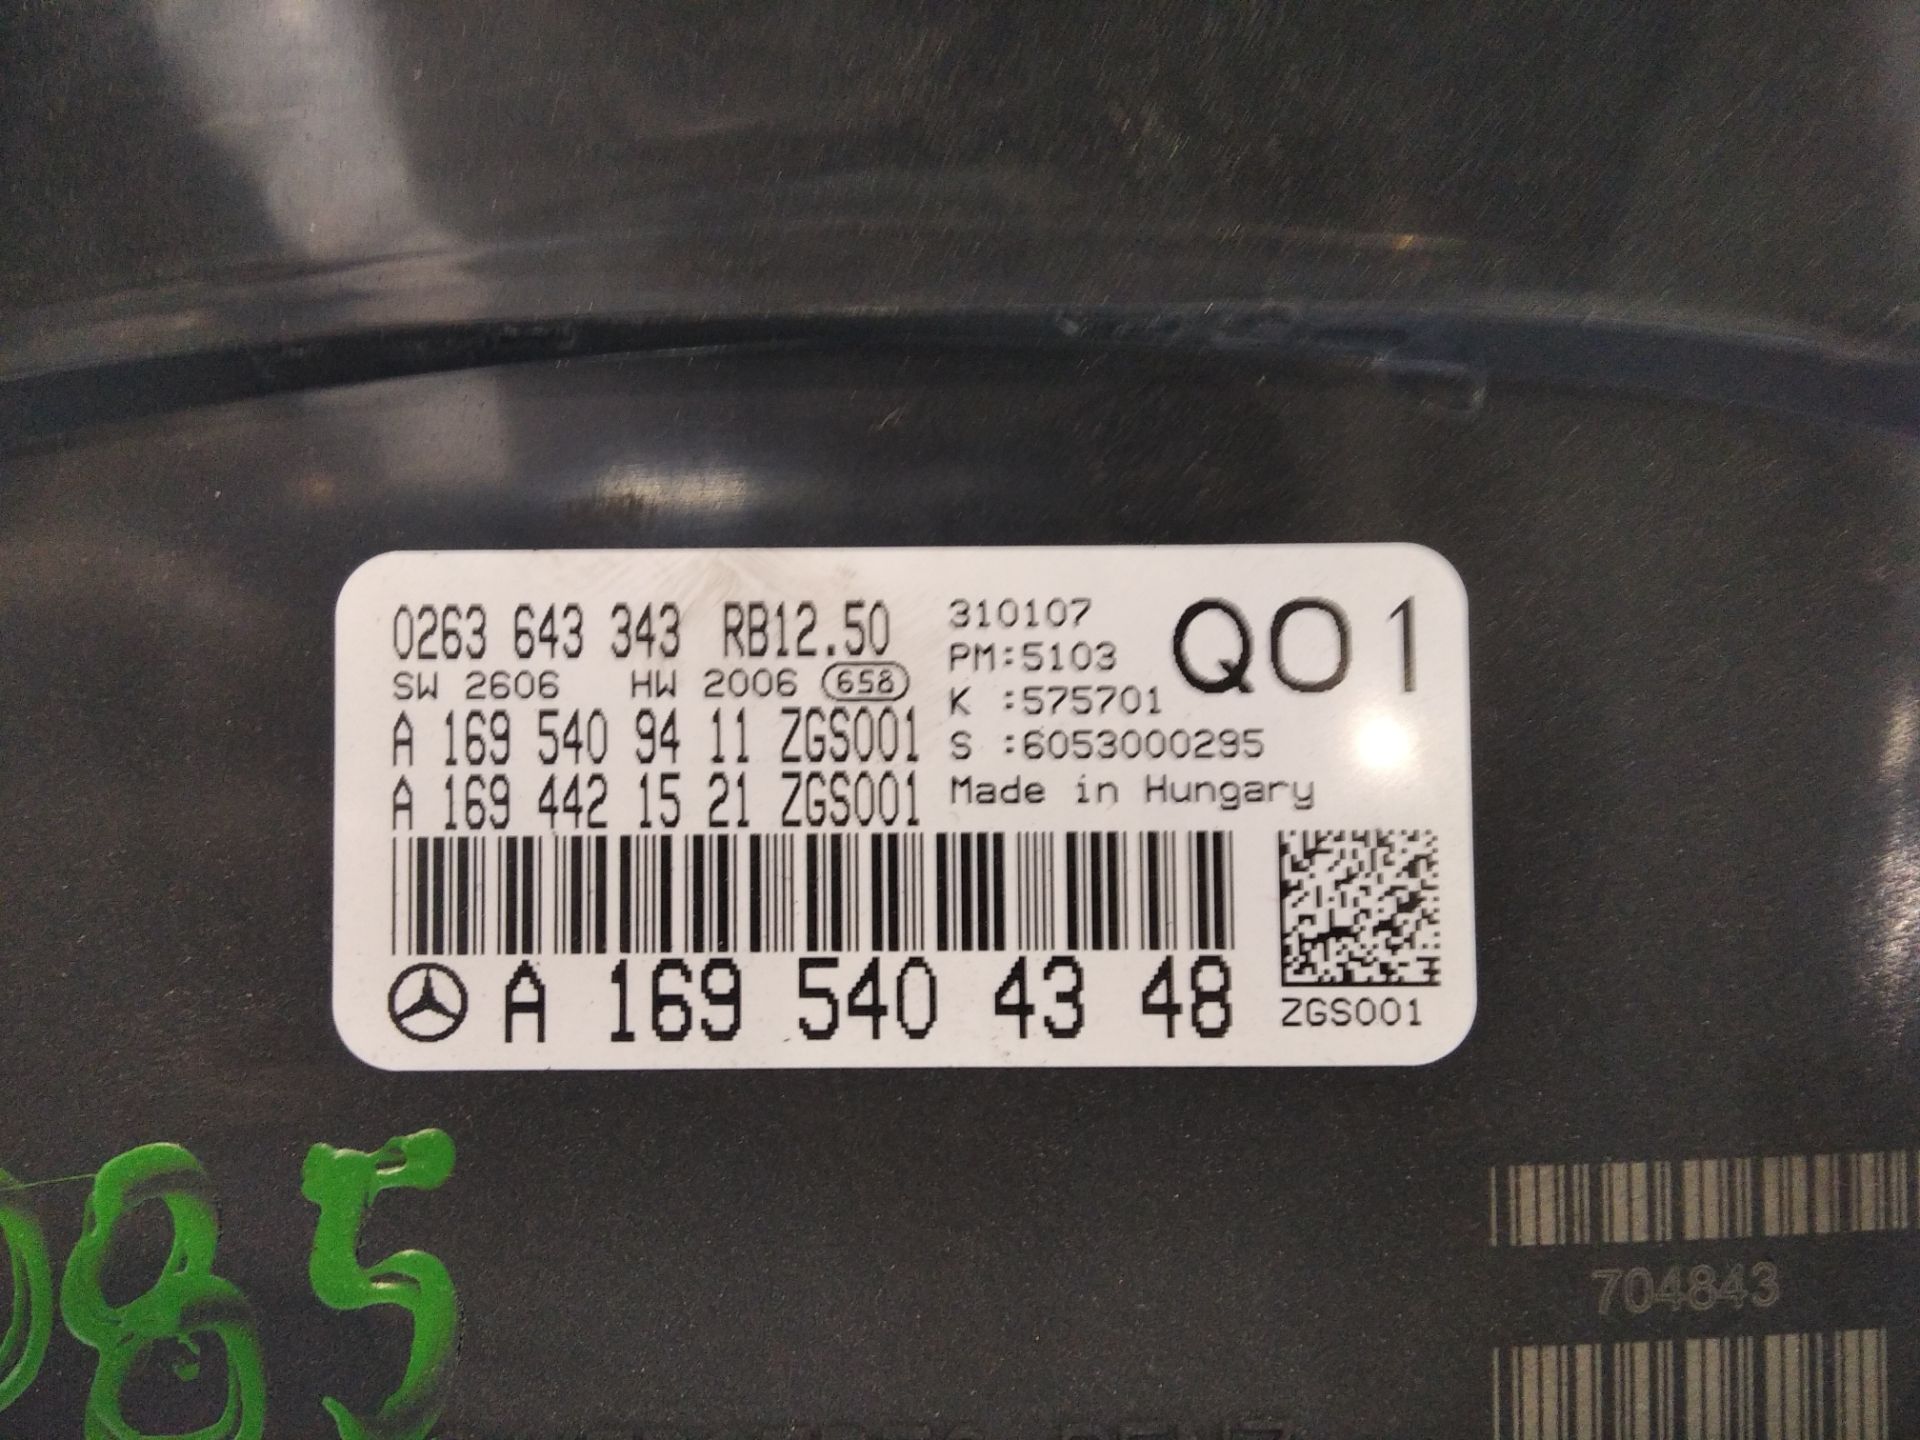 0263 643 343 RB12.50
SW 2606 HW 2006 658
A 169 540 94 11 ZGS001
A 169 442 15 21 ZGS001
310107
PM:5103
K :575701
S :6053000295
Made in Hungary
Q01
A 169 540 43 48
ZGS001
085
704843